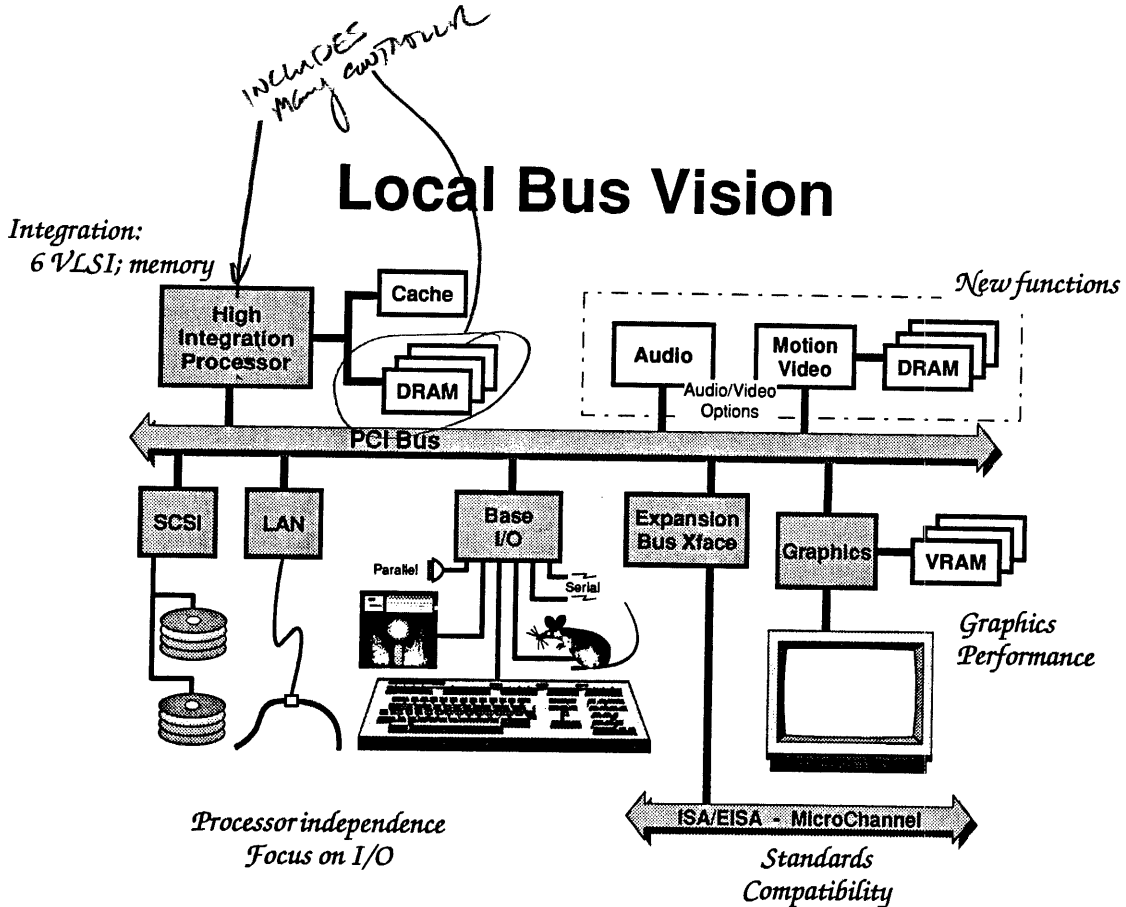 INCLUDES
Many CONTROLLER
Local Bus Vision
Integration:
6 VLSI; memory
New functions
High
Integration
Processor
Cache
DRAM
Audio
Motion
Video
DRAM
Audio/Video
Options
PCI Bus
SCSI
LAN
Base
I/O
Expansion
Bus Xface
Graphics
VRAM
Parallel
Serial
Graphics
Performance
Processor independence
Focus on I/O
ISA/EISA - MicroChannel
Standards
Compatibility